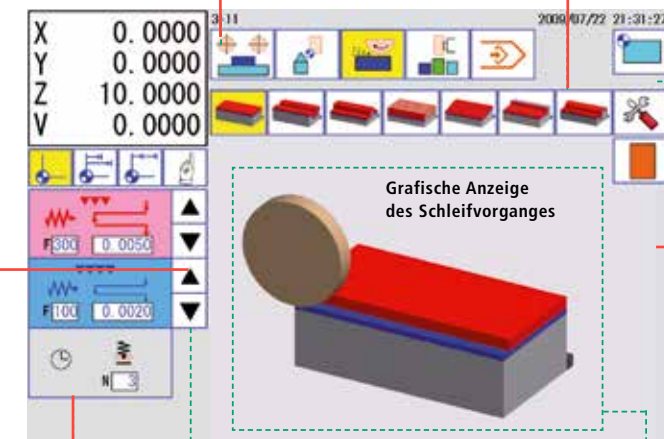 3-11
2009/07/22 21:31:27
X 0.0000
Y 0.0000
Z 10.0000
V 0.0000
Grafische Anzeige
des Schleifvorganges
F 300 0.0050
F 100 0.0020
N 3